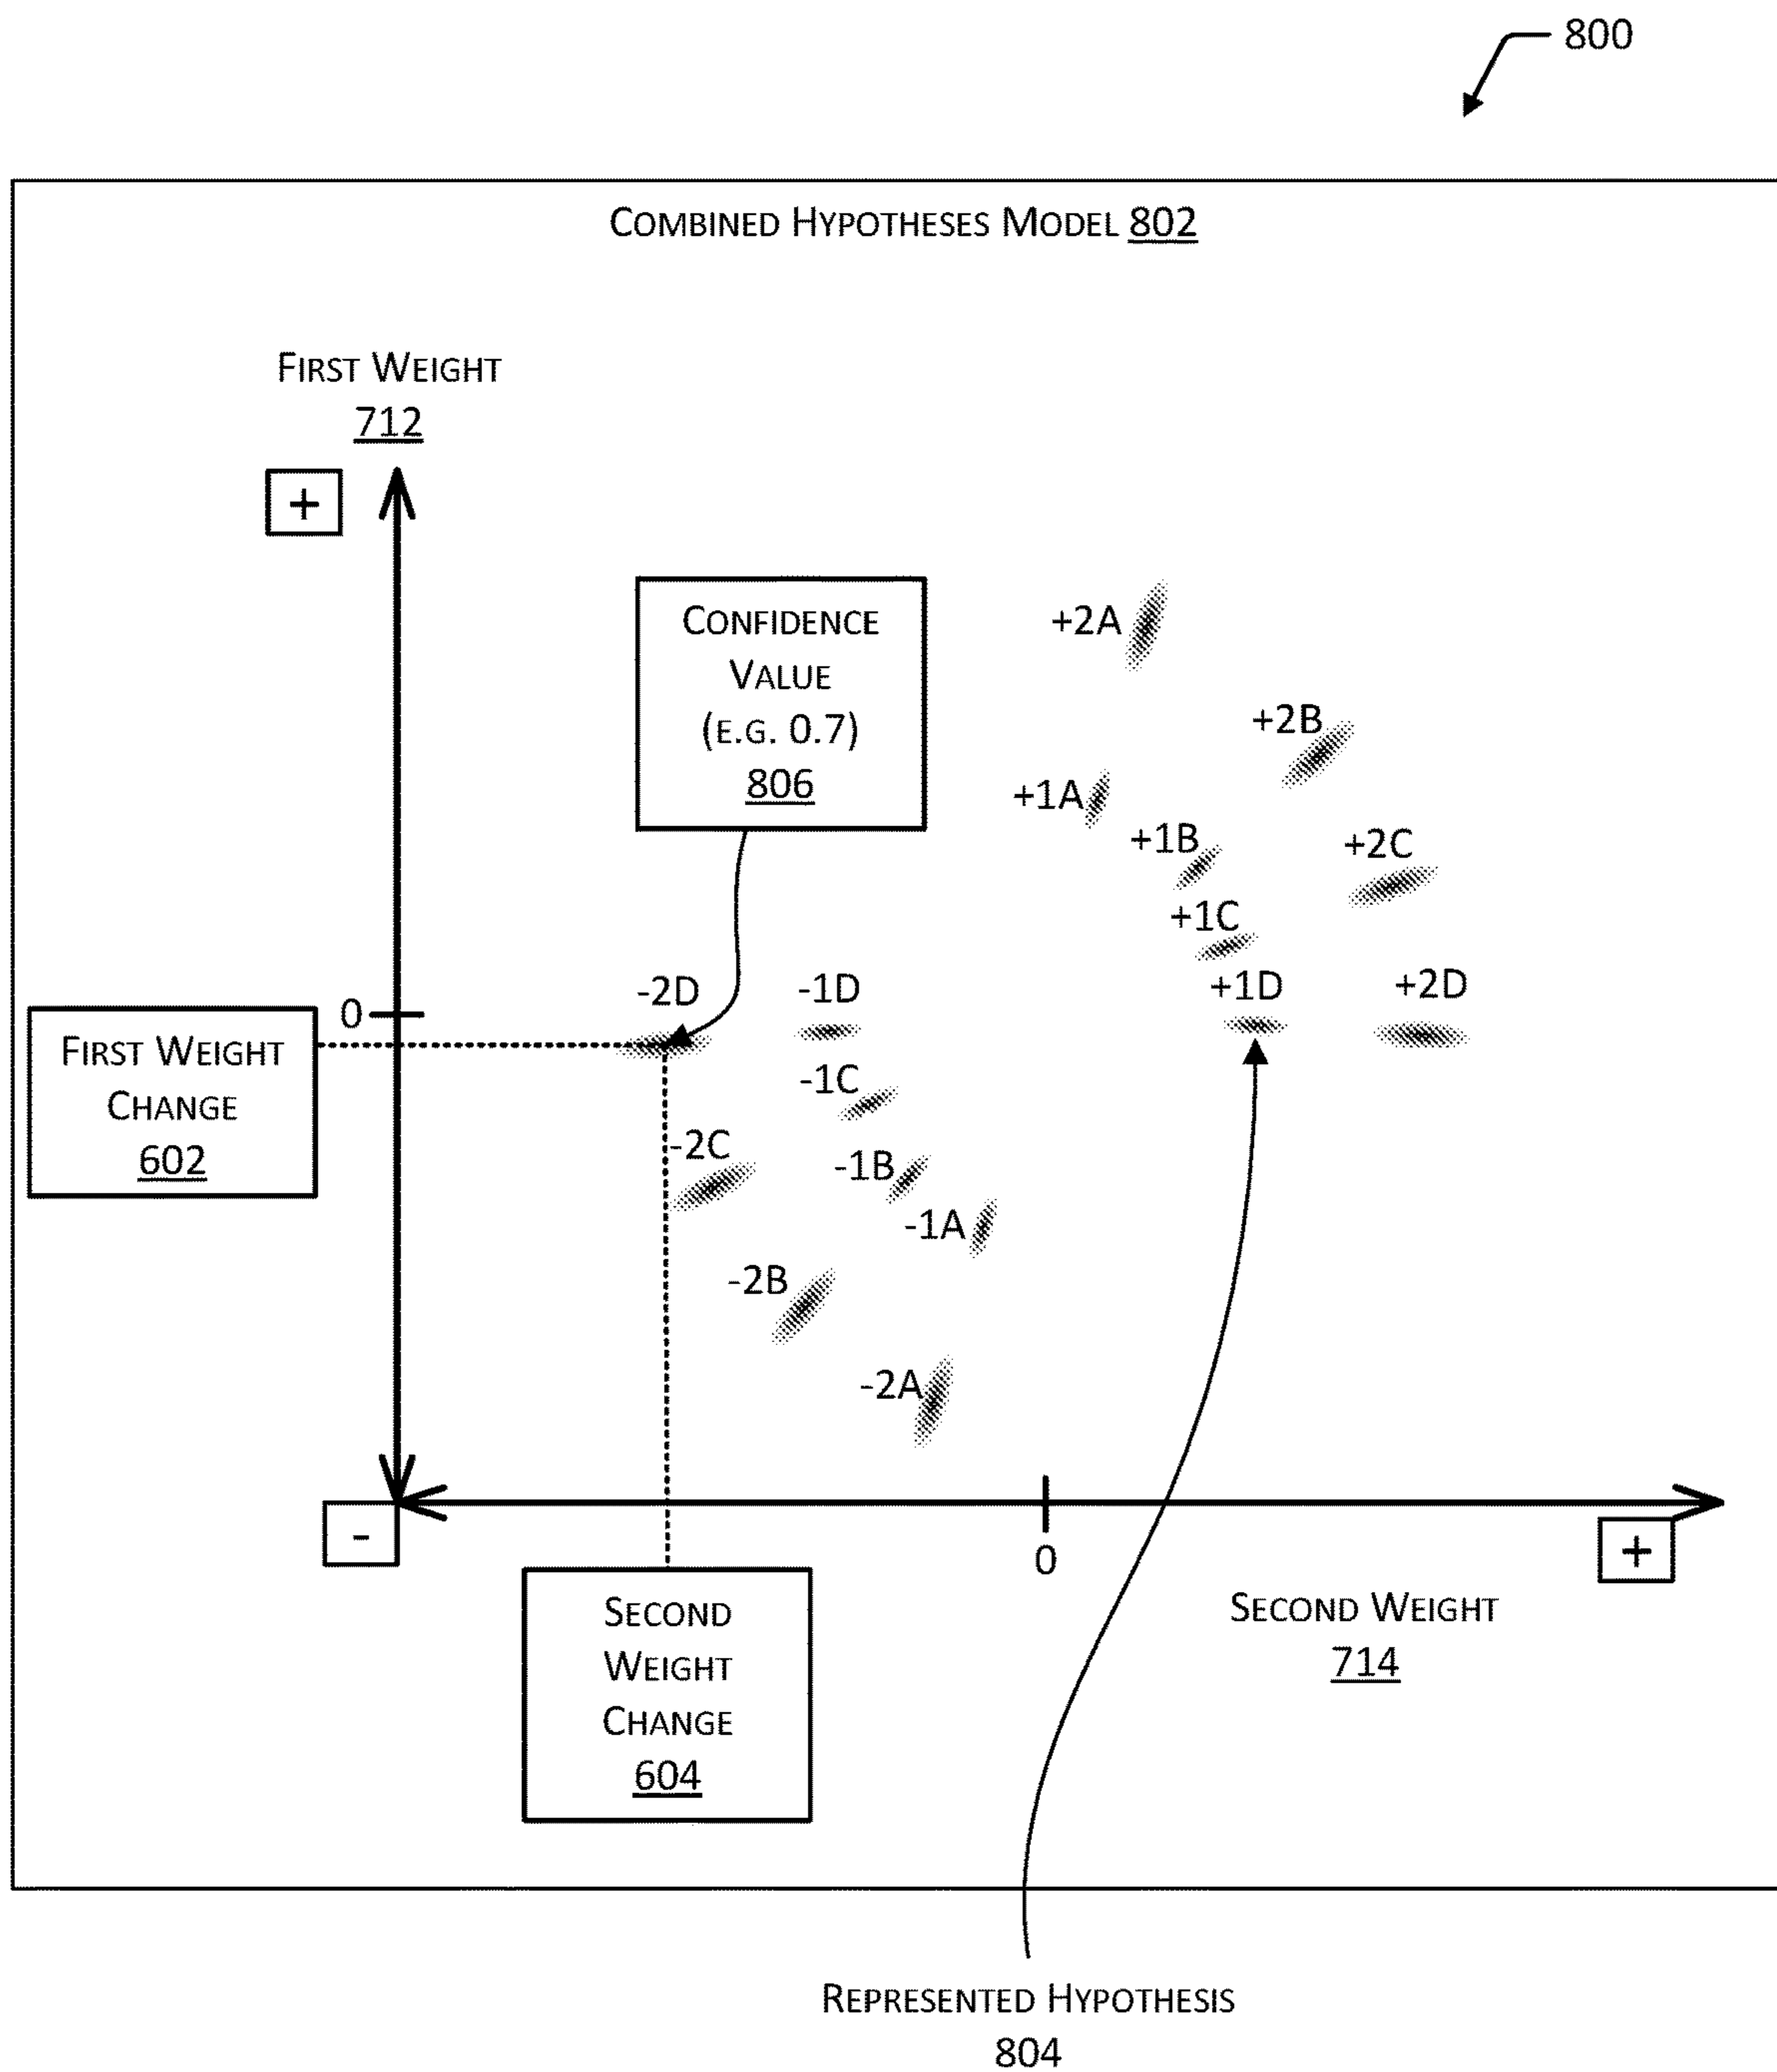 800
COMBINED HYPOTHESES MODEL 802
FIRST WEIGHT
712
+
CONFIDENCE
VALUE
(E.G. 0.7)
806
+2A
+2B
+1A
+1B
+2C
+1C
-2D
-1D
+1D
+2D
0
FIRST WEIGHT
CHANGE
602
-1C
-2C
-1B
-1A
-2B
-2A
-
0
+
SECOND
WEIGHT
CHANGE
604
SECOND WEIGHT
714
REPRESENTED HYPOTHESIS
804